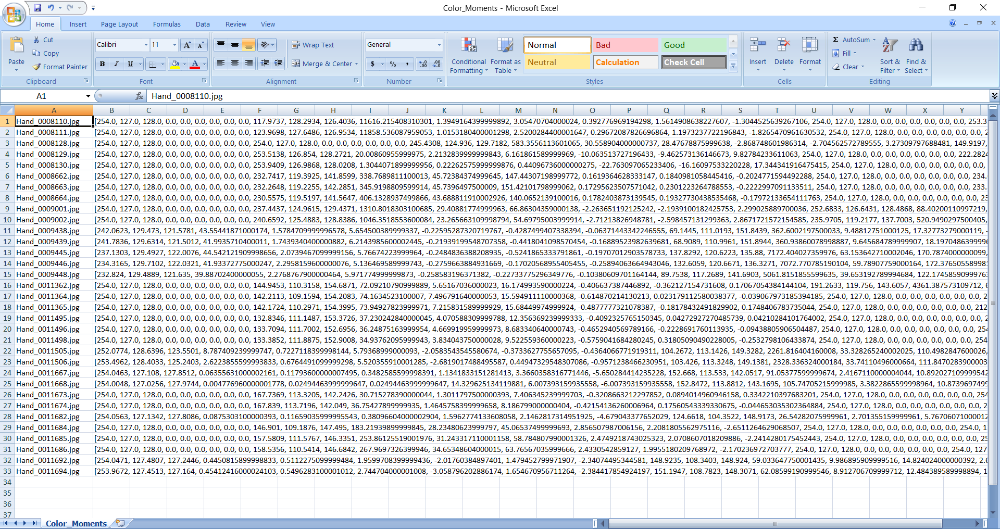 Color_Moments - Microsoft Excel
Home Insert Page Layout Formulas Data Review View
Paste
Cut
Copy
Format Painter
Clipboard
Calibri 11
B I U
Font
Wrap Text
Merge & Center
Alignment
General
$ % ,
Number
Conditional Formatting
Format as Table
Normal Bad Good
Neutral Calculation Check Cell
Styles
Insert Delete Format
Cells
Σ AutoSum
Fill
Clear
Sort & Filter
Find & Select
Editing
A1 fx Hand_0008110.jpg
A B C D E F G H I J K L M N O P Q R S T U V W X Y
1 Hand_0008110.jpg [254.0, 127.0, 128.0, 0.0, 0.0, 0.0, 0.0, 0.0, 0.0, 117.9737, 128.2934, 126.4036, 11616.215408310301, 1.3949164399999892, 3.05470704000024, 0.392776969194298, 1.5614908638227607, -1.3044525639267106, 254.0, 127.0, 128.0, 0.0, 0.0, 0.0, 0.0, 0.0, 0.0, 253.3
2 Hand_0008111.jpg [254.0, 127.0, 128.0, 0.0, 0.0, 0.0, 0.0, 0.0, 0.0, 123.9698, 127.6486, 126.9534, 11858.536087959053, 1.0153180400001298, 2.5200284400001647, 0.29672087826696864, 1.1973237722196843, -1.8265470961630532, 254.0, 127.0, 128.0, 0.0, 0.0, 0.0, 0.0, 0.0, 0.0, 2
3 Hand_0008128.jpg [254.0, 127.0, 128.0, 0.0, 0.0, 0.0, 0.0, 0.0, 0.0, 254.0, 127.0, 128.0, 0.0, 0.0, 0.0, 0.0, 0.0, 0.0, 245.4308, 124.936, 129.7182, 583.3556113601065, 30.558904000000737, 28.47678875999638, -2.868748601986314, -2.704562572789555, 3.27309797688481, 149.9197,
4 Hand_0008129.jpg [254.0, 127.0, 128.0, 0.0, 0.0, 0.0, 0.0, 0.0, 0.0, 253.5138, 126.854, 128.2721, 20.00860955999975, 2.2132839999999843, 6.161861589999969, -10.063513727196433, -9.462573136146673, 9.82784233611063, 254.0, 127.0, 128.0, 0.0, 0.0, 0.0, 0.0, 0.0, 0.0, 222.2824
5 Hand_0008130.jpg [254.0, 127.0, 128.0, 0.0, 0.0, 0.0, 0.0, 0.0, 0.0, 253.9409, 126.9868, 128.0208, 1.3044071899999956, 0.22262575999999876, 0.44096736000000275, -22.763097065233406, -16.16097533220228, 17.344341916475415, 254.0, 127.0, 128.0, 0.0, 0.0, 0.0, 0.0, 0.0, 0.0,
6 Hand_0008662.jpg [254.0, 127.0, 128.0, 0.0, 0.0, 0.0, 0.0, 0.0, 0.0, 232.7417, 119.3925, 141.8599, 338.7689811100013, 45.72384374999645, 147.44307198999772, 0.1619364628333147, 0.1840981058445416, -0.2024771594492288, 254.0, 127.0, 128.0, 0.0, 0.0, 0.0, 0.0, 0.0, 0.0, 234.
7 Hand_0008663.jpg [254.0, 127.0, 128.0, 0.0, 0.0, 0.0, 0.0, 0.0, 0.0, 232.2648, 119.2255, 142.2851, 345.9198809599914, 45.7396497500009, 151.42101798999062, 0.17295623507571042, 0.2301223264788553, -0.2222997091133511, 254.0, 127.0, 128.0, 0.0, 0.0, 0.0, 0.0, 0.0, 0.0, 233.
8 Hand_0008664.jpg [254.0, 127.0, 128.0, 0.0, 0.0, 0.0, 0.0, 0.0, 0.0, 230.5575, 119.5197, 141.5647, 406.1328937499866, 43.688811910002926, 140.0652139100016, 0.1782403873139545, 0.19327730438535468, -0.17972133654111763, 254.0, 127.0, 128.0, 0.0, 0.0, 0.0, 0.0, 0.0, 0.0, 23
9 Hand_0009001.jpg [254.0, 127.0, 128.0, 0.0, 0.0, 0.0, 0.0, 0.0, 0.0, 237.4437, 124.9615, 129.4371, 1310.8018303100685, 29.40881774999963, 66.86304359000138, -2.263651192125242, -2.1939100182425753, 2.299025889700036, 252.6833, 126.6431, 128.4868, 88.40200110997219,
10 Hand_0009002.jpg [254.0, 127.0, 128.0, 0.0, 0.0, 0.0, 0.0, 0.0, 0.0, 240.6592, 125.4883, 128.8386, 1046.3518553600084, 23.265663109998794, 54.69795003999914, -2.71213826948781, -2.598457131299363, 2.8671721572154585, 235.9705, 119.2177, 137.7003, 520.9490297500405,
11 Hand_0009438.jpg [242.0623, 129.473, 121.5781, 43.55441871000174, 1.5784709999996578, 5.654500389999337, -0.22595287320719767, -0.4287499407338394, -0.06371443342246555, 69.1445, 111.0193, 151.8439, 362.6002197500033, 9.48812751000125, 17.32773279000119, -
12 Hand_0009439.jpg [241.7836, 129.6314, 121.5012, 41.9935710400011, 1.7439340400000882, 6.2143985600002445, -0.21939199548707358, -0.4418041098570454, -0.16889523982639681, 68.9089, 110.9961, 151.8944, 360.93860078998887, 9.645684789999907, 18.1970486399996
13 Hand_0009445.jpg [237.1303, 129.4927, 122.0076, 44.542121909998656, 2.0739467099999156, 5.76674223999964, -0.2484836388208935, -0.5241865333791861, -0.19707012903578733, 137.8292, 120.6223, 135.88, 7172.404027359976, 63.153642710002046, 170.7874000000099,
14 Hand_0009446.jpg [234.3165, 129.7102, 122.0321, 41.93372775000247, 2.2958159600000076, 5.136469589999743, -0.2759663884931669, -0.17020568955405455, -0.25894063664943046, 132.6059, 120.6671, 136.3271, 7072.770785190104, 59.78907759000164, 172.3765055899 81
15 Hand_0009448.jpg [232.824, 129.4889, 121.635, 39.88702400000055, 2.2768767900000464, 5.971774999999873, -0.258583196371382, -0.22733775296349776, -0.10380609701164144, 89.7538, 117.2689, 141.6903, 5061.8151855599635, 39.653192789994684, 122.17458590999763
16 Hand_0011362.jpg [254.0, 127.0, 128.0, 0.0, 0.0, 0.0, 0.0, 0.0, 0.0, 144.9453, 110.3158, 154.6871, 72.09210790999889, 5.65167036000023, 16.174993590000224, -0.406637387446892, -0.362127154731608, 0.17067054384144104, 191.2633, 119.756, 143.6057, 4361.387573109712, 6
17 Hand_0011364.jpg [254.0, 127.0, 128.0, 0.0, 0.0, 0.0, 0.0, 0.0, 0.0, 142.2113, 109.1594, 154.2083, 74.1634523100007, 7.496791640000053, 15.594911110000368, -0.614870214130213, 0.023179112580038377, -0.039067973185394185, 254.0, 127.0, 128.0, 0.0, 0.0, 0.0, 0.0, 0.0, 0.0, 2
18 Hand_0011365.jpg [254.0, 127.0, 128.0, 0.0, 0.0, 0.0, 0.0, 0.0, 0.0, 142.1724, 110.2971, 154.3995, 73.94927823999971, 7.215831589999929, 15.68449974999924, -0.4877777321078387, -0.18178432491829902, 0.1748406783735044, 254.0, 127.0, 128.0, 0.0, 0.0, 0.0, 0.0, 0.0, 0.0, 212
19 Hand_0011495.jpg [254.0, 127.0, 128.0, 0.0, 0.0, 0.0, 0.0, 0.0, 0.0, 132.8346, 111.1487, 153.3726, 37.230242840000045, 4.070588309999788, 12.356369239999333, -0.4092325765150345, 0.04272927270485739, 0.04210284101764002, 254.0, 127.0, 128.0, 0.0, 0.0, 0.0, 0.0, 0.0, 0.0, 2
20 Hand_0011496.jpg [254.0, 127.0, 128.0, 0.0, 0.0, 0.0, 0.0, 0.0, 0.0, 133.7094, 111.7002, 152.6956, 36.24875163999954, 4.669919959999973, 8.683340640000743, -0.4652940569789166, -0.2228691760113935, -0.09438805906504487, 254.0, 127.0, 128.0, 0.0, 0.0, 0.0, 0.0, 0.0, 0.0, 254
21 Hand_0011498.jpg [254.0, 127.0, 128.0, 0.0, 0.0, 0.0, 0.0, 0.0, 0.0, 133.3852, 111.8875, 152.9008, 34.93762095999943, 3.834043750000028, 9.522559360000223, -0.5759041684280245, 0.31805090490228005, -0.2532798106433874, 254.0, 127.0, 128.0, 0.0, 0.0, 0.0, 0.0, 0.0, 0.0, 254
22 Hand_0011505.jpg [252.0774, 128.6396, 123.5501, 8.787409239999747, 0.7227118399998144, 5.79368999000093, -2.0583543545580674, -0.3733627755657095, -0.4364066771919311, 104.2672, 113.1426, 149.3282, 2261.816404160008, 33.328265240002025, 110.4982847600026,
23 Hand_0011506.jpg [253.4962, 128.4033, 125.2403, 2.6223855599993833, 0.6764491099999298, 5.520355910001285, -2.6819017488495587, 0.44947329548307086, -0.9571238466230951, 103.426, 113.3248, 149.1381, 2328.336324000184, 33.74110496000664, 111.8470283900003
24 Hand_0011667.jpg [254.0463, 127.108, 127.8512, 0.06355631000002161, 0.11793600000007495, 0.3482585599998391, 1.1341833151281413, 3.3660358316771446, -5.650284414235228, 152.668, 113.533, 142.0517, 91.05377599999674, 2.4167110000004044, 10.892027109999542
25 Hand_0011668.jpg [254.0048, 127.0256, 127.9744, 0.004776960000001778, 0.02494463999999647, 0.02494463999999647, 14.329625134119881, 6.007393159935558, -6.007393159935558, 152.8472, 113.8812, 143.1695, 105.74705215999985, 3.3822865599998964, 10.8739697499
26 Hand_0011673.jpg [254.0, 127.0, 128.0, 0.0, 0.0, 0.0, 0.0, 0.0, 0.0, 167.7369, 113.3205, 142.2426, 30.715278390000044, 1.3011797500000393, 7.406345239999703, -0.3208663212297852, 0.0894014960946158, 0.3342210397683201, 254.0, 127.0, 128.0, 0.0, 0.0, 0.0, 0.0, 0.0, 0.0, 254
27 Hand_0011674.jpg [254.0, 127.0, 128.0, 0.0, 0.0, 0.0, 0.0, 0.0, 0.0, 167.839, 113.7196, 142.049, 36.75427899999935, 1.4645758399999658, 8.186799000000404, -0.42154136260006964, 0.17560543339330675, -0.044653035302364884, 254.0, 127.0, 128.0, 0.0, 0.0, 0.0, 0.0, 0.0, 0.0, 2
28 Hand_0011682.jpg [254.0563, 127.1342, 127.8086, 0.0875303100000393, 0.11659035999995543, 0.38096604000002904, 1.5962774133608058, 2.1462817314951925, -4.679043377652029, 124.6618, 104.3522, 148.9173, 26.54282075999961, 2.701355159999961, 5.76706071000012
29 Hand_0011684.jpg [254.0, 127.0, 128.0, 0.0, 0.0, 0.0, 0.0, 0.0, 0.0, 146.901, 109.1876, 147.495, 183.21939899999845, 28.23480623999797, 45.06537499999693, 2.856507987006156, 2.2081805562975116, -2.6511264629068507, 254.0, 127.0, 128.0, 0.0, 0.0, 0.0, 0.0, 0.0, 0.0, 254.0, 1
30 Hand_0011685.jpg [254.0, 127.0, 128.0, 0.0, 0.0, 0.0, 0.0, 0.0, 0.0, 157.5809, 111.5767, 146.3351, 253.86125519001976, 31.243317110001158, 58.784807990001326, 2.4749218743025323, 2.0708607018209886, -2.2414280175452443, 254.0, 127.0, 128.0, 0.0, 0.0, 0.0, 0.0, 0.0, 0.0, 25
31 Hand_0011686.jpg [254.0, 127.0, 128.0, 0.0, 0.0, 0.0, 0.0, 0.0, 0.0, 158.5356, 110.5414, 146.6842, 267.9697326399946, 34.65348604000015, 63.76567035999666, 2.4330542859127, 1.9955180209768972, -2.170236972703777, 254.0, 127.0, 128.0, 0.0, 0.0, 0.0, 0.0, 0.0, 0.0, 254.0, 127
32 Hand_0011692.jpg [254.0471, 127.4807, 127.2446, 0.4450815899998833, 0.5112275099999484, 1.9599708399999436, -2.01760384897401, 1.479452799971907, -2.34074495344581, 148.9235, 108.3403, 148.924, 59.033647750001435, 9.986895909999516, 14.824024000000392, 2.6
33 Hand_0011694.jpg [253.9672, 127.4513, 127.164, 0.45412416000024103, 0.5496283100001012, 2.744704000001008, -3.058796202886174, 1.654670956711264, -2.384417854924197, 151.1947, 108.7823, 148.3071, 62.08599190999546, 8.912706709999712, 12.484389589998894, 1
34
35
36
37
Color_Moments